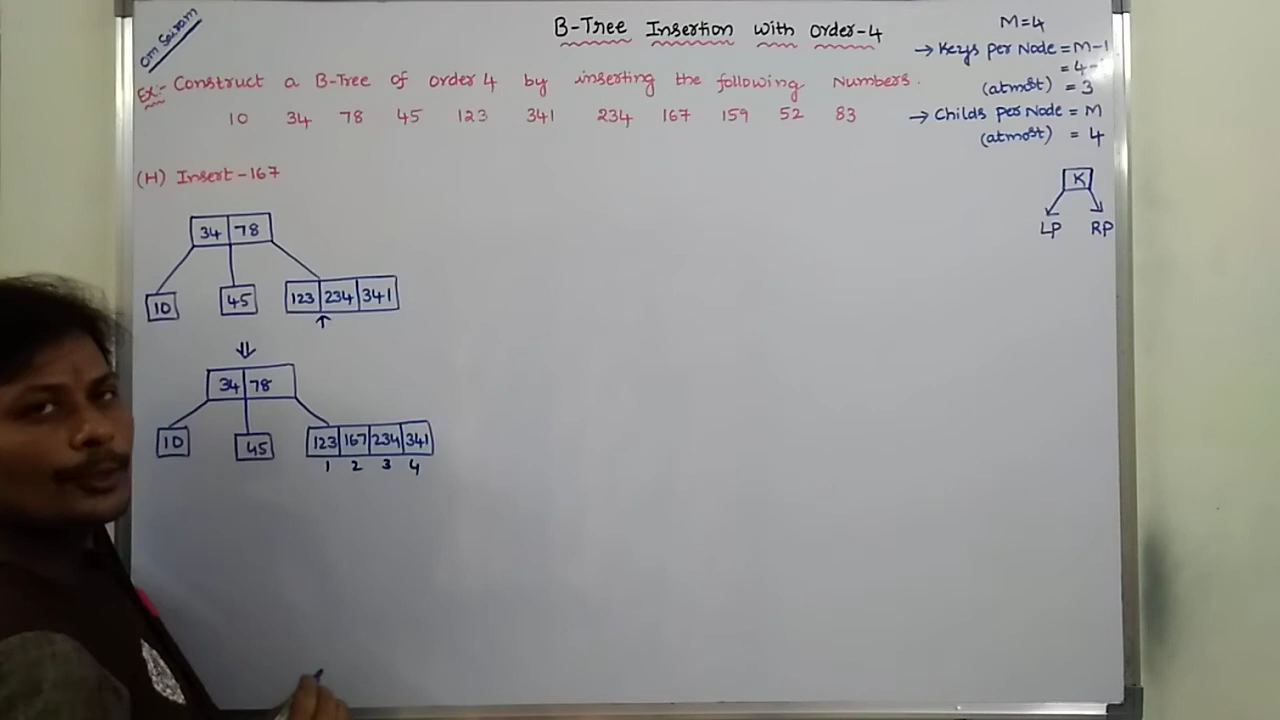 Om Sairam
B-Tree Insertion with order-4
M=4
→ Keys per Node = M-1
= 4-
(atmost) = 3
→ Childs per Node = M
(atmost) = 4
Ex:- Construct a B-Tree of order 4 by inserting the following Numbers.
10 34 78 45 123 341 234 167 159 52 83
K
LP RP
(H) Insert-167
34 78
10 45 123 234 341
34 78
10 45 123 167 234 341
1 2 3 4